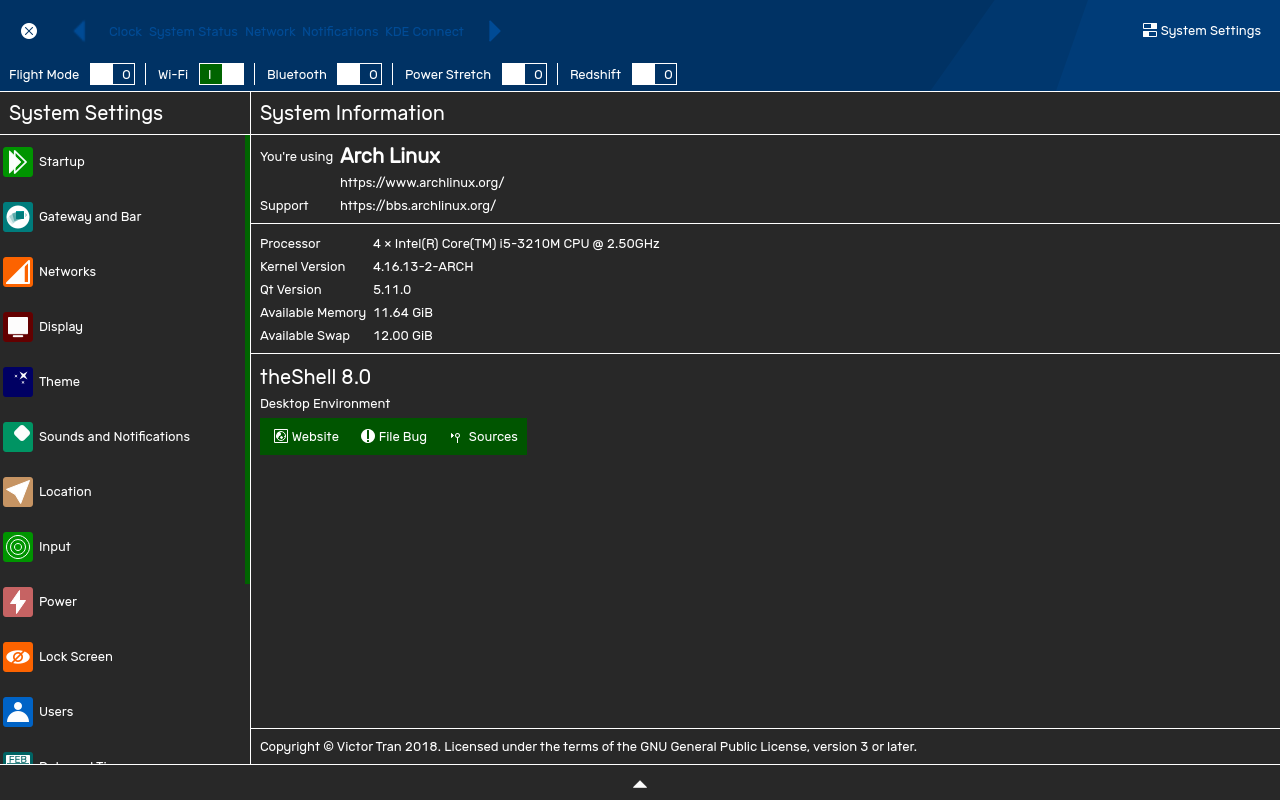 Clock System Status Network Notifications KDE Connect
System Settings
Flight Mode O Wi-Fi I Bluetooth O Power Stretch O Redshift O
System Settings
Startup
Gateway and Bar
Networks
Display
Theme
Sounds and Notifications
Location
Input
Power
Lock Screen
Users
FEB
System Information
You're using Arch Linux
https://www.archlinux.org/
Support https://bbs.archlinux.org/
Processor 4 × Intel(R) Core(TM) i5-3210M CPU @ 2.50GHz
Kernel Version 4.16.13-2-ARCH
Qt Version 5.11.0
Available Memory 11.64 GiB
Available Swap 12.00 GiB
theShell 8.0
Desktop Environment
Website File Bug Sources
Copyright © Victor Tran 2018. Licensed under the terms of the GNU General Public License, version 3 or later.